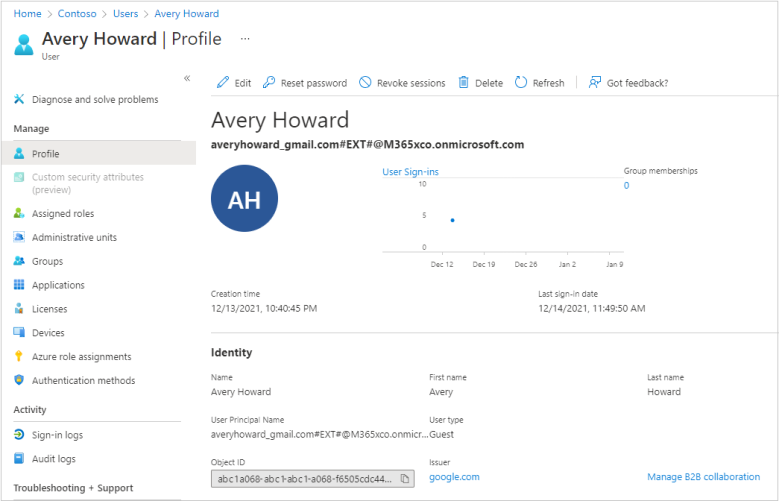 Home > Contoso > Users > Avery Howard
Avery Howard | Profile ...
User
«
Diagnose and solve problems
Manage
Profile
Custom security attributes
(preview)
Assigned roles
Administrative units
Groups
Applications
Licenses
Devices
Azure role assignments
Authentication methods
Activity
Sign-in logs
Audit logs
Troubleshooting + Support
Edit Reset password Revoke sessions Delete Refresh Got feedback?
Avery Howard
averyhoward_gmail.com#EXT#@M365xco.onmicrosoft.com
AH
User Sign-ins
10
5
0
Dec 12 Dec 19 Dec 26 Jan 2 Jan 9
Group memberships
0
Creation time
12/13/2021, 10:40:45 PM
Last sign-in date
12/14/2021, 11:49:50 AM
Identity
Name First name Last name
Avery Howard Avery Howard
User Principal Name User type
averyhoward_gmail.com#EXT#@M365xco.onmicr... Guest
Object ID Issuer
abc1a068-abc1-abc1-a068-f6505cdc44... google.com Manage B2B collaboration